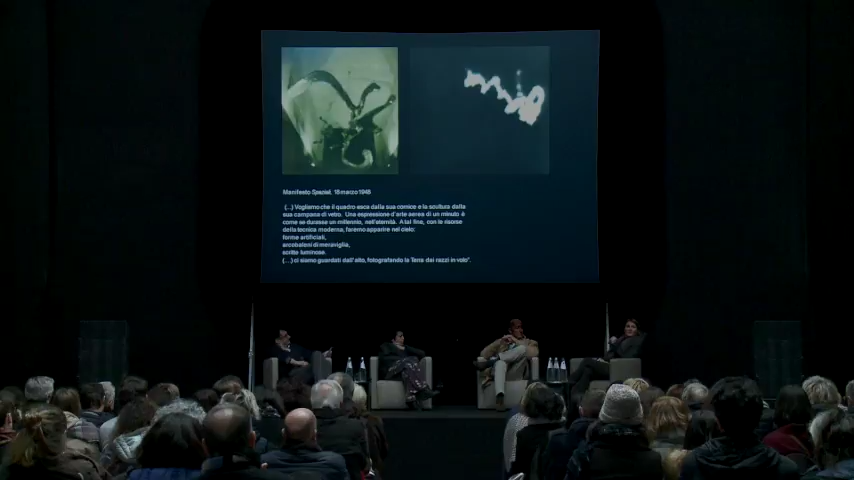 Manifesto Spaziali, 18 marzo 1948
(...) Vogliamo che il quadro esca dalla sua cornice e la scultura dalla
sua campana di vetro. Una espressione d'arte aerea di un minuto è
come se durasse un millennio, nell'eternità. A tal fine, con le risorse
della tecnica moderna, faremo apparire nel cielo:
forme artificiali,
arcobaleni di meraviglia,
scritte luminose.
(...) ci siamo guardati dall'alto, fotografando la Terra dai razzi in volo".